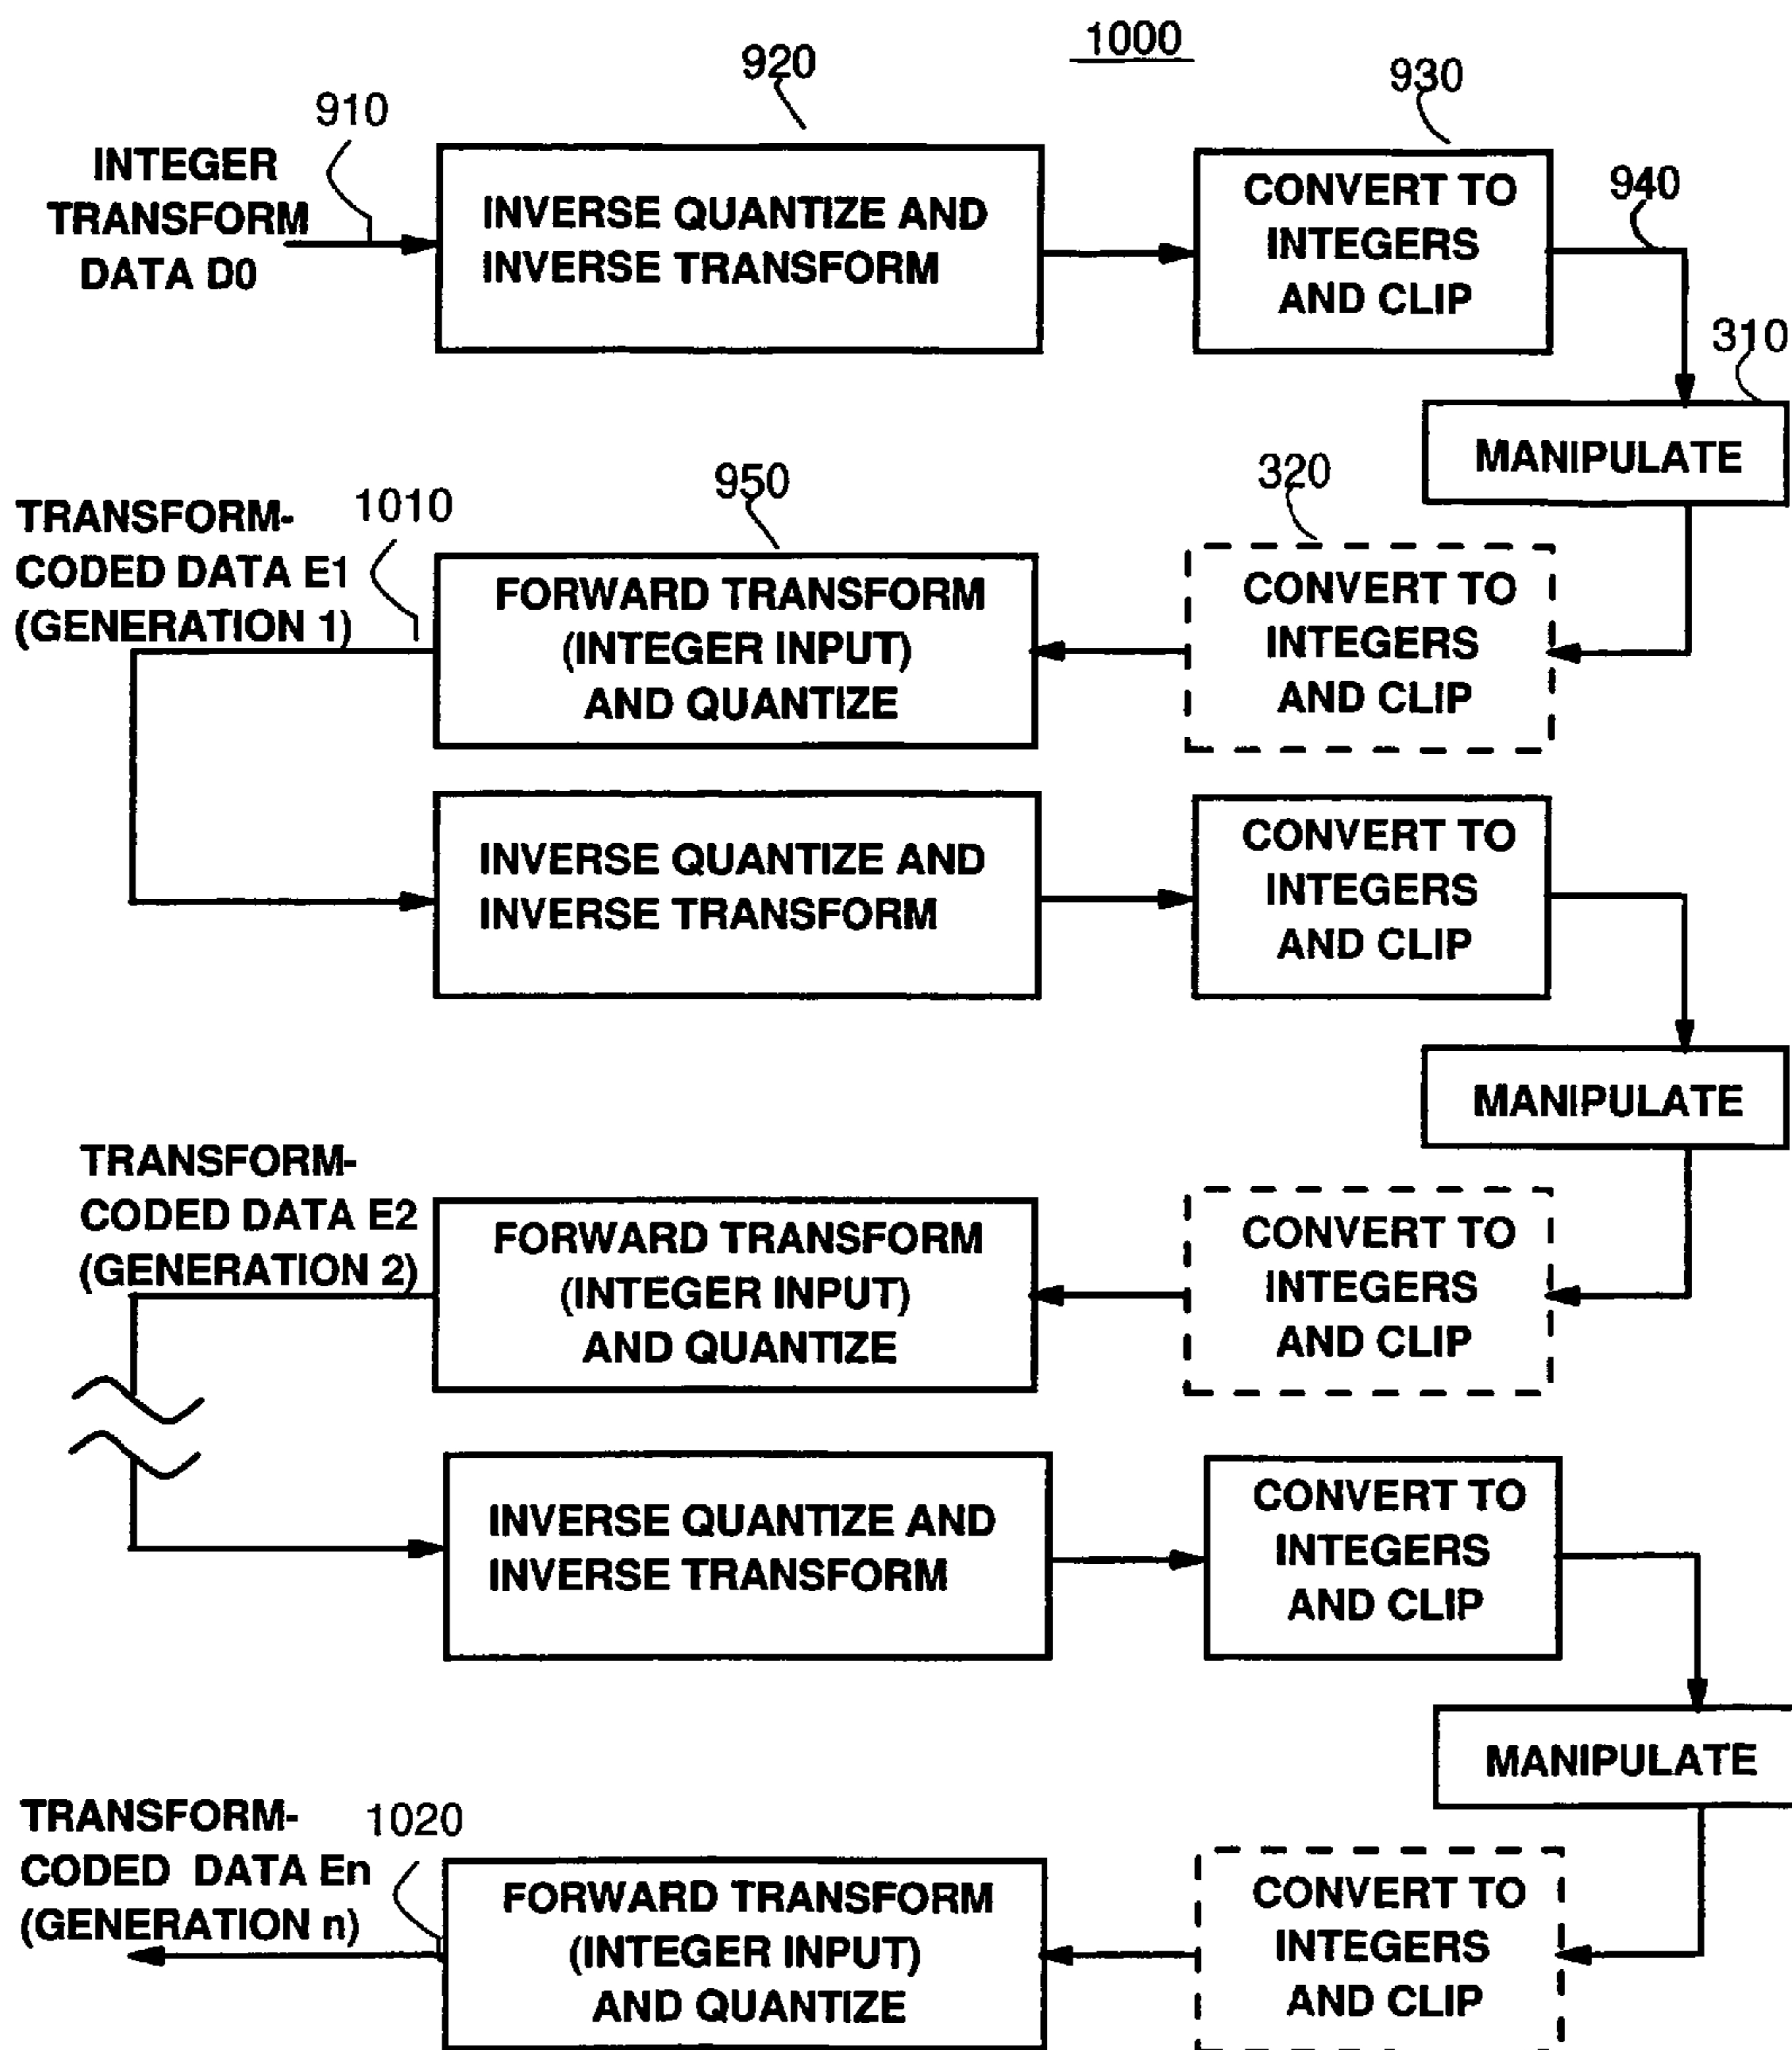 1000
920
930
910
INTEGER
TRANSFORM
DATA D0
INVERSE QUANTIZE AND
INVERSE TRANSFORM
CONVERT TO
INTEGERS
AND CLIP
940
310
MANIPULATE
TRANSFORM-
CODED DATA E1
(GENERATION 1)
1010
950
FORWARD TRANSFORM
(INTEGER INPUT)
AND QUANTIZE
320
CONVERT TO
INTEGERS
AND CLIP
INVERSE QUANTIZE AND
INVERSE TRANSFORM
CONVERT TO
INTEGERS
AND CLIP
MANIPULATE
TRANSFORM-
CODED DATA E2
(GENERATION 2)
FORWARD TRANSFORM
(INTEGER INPUT)
AND QUANTIZE
CONVERT TO
INTEGERS
AND CLIP
INVERSE QUANTIZE AND
INVERSE TRANSFORM
CONVERT TO
INTEGERS
AND CLIP
MANIPULATE
TRANSFORM-
CODED DATA En
(GENERATION n)
1020
FORWARD TRANSFORM
(INTEGER INPUT)
AND QUANTIZE
CONVERT TO
INTEGERS
AND CLIP